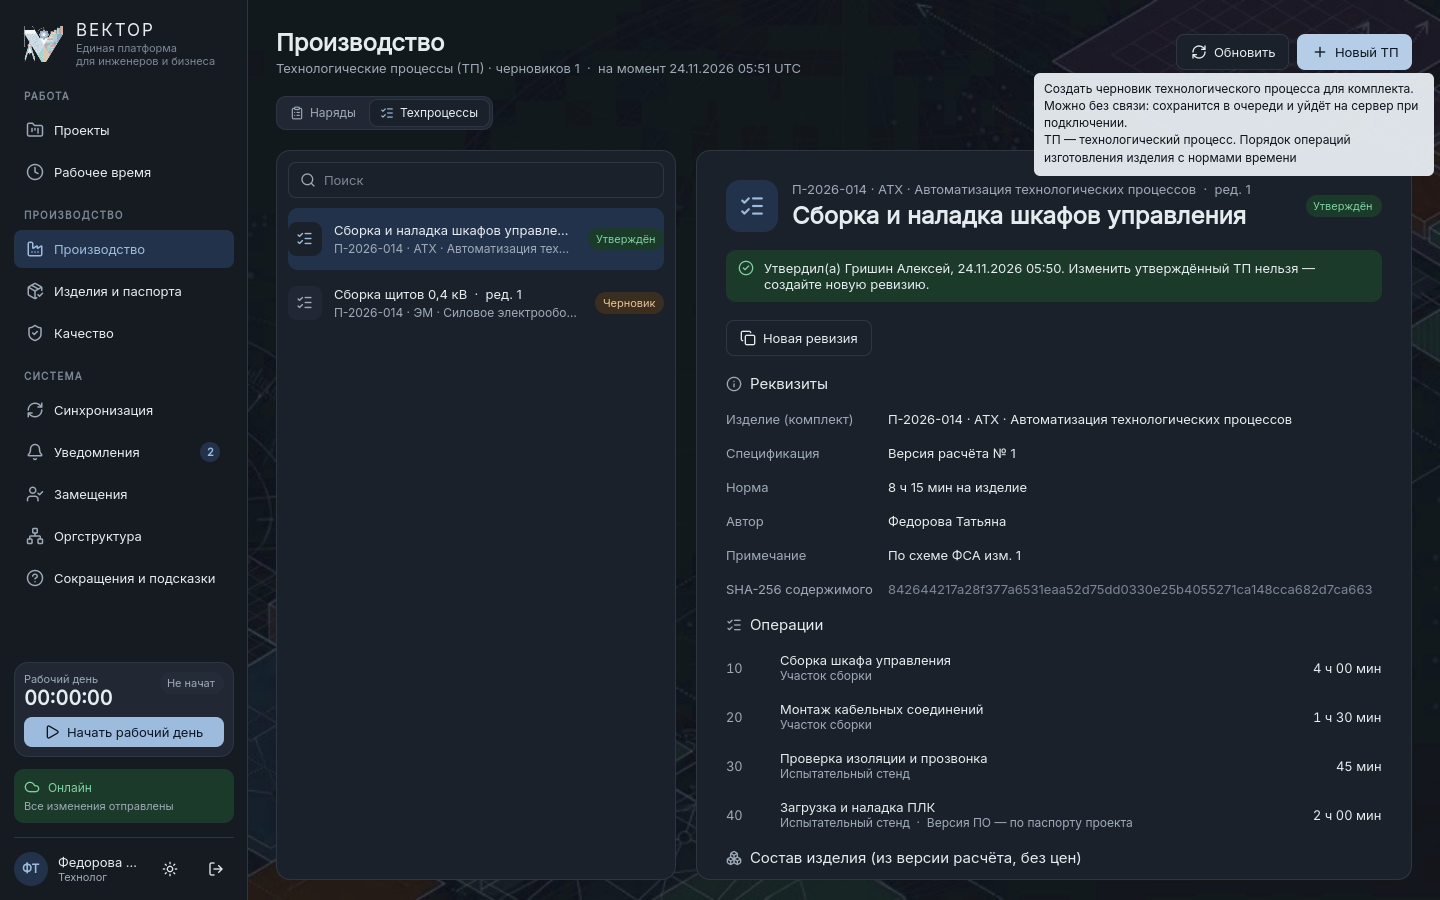 ВЕКТОР
Единая платформа
для инженеров и бизнеса
РАБОТА
Проекты
Рабочее время
ПРОИЗВОДСТВО
Производство
Изделия и паспорта
Качество
СИСТЕМА
Синхронизация
Уведомления 2
Замещения
Оргструктура
Сокращения и подсказки
Рабочий день
Не начат
00:00:00
Начать рабочий день
Онлайн
Все изменения отправлены
ФТ
Федорова ...
Технолог
Производство
Технологические процессы (ТП) · черновиков 1 · на момент 24.11.2026 05:51 UTC
Обновить
Новый ТП
Создать черновик технологического процесса для комплекта.
Можно без связи: сохранится в очереди и уйдёт на сервер при
подключении.
ТП — технологический процесс. Порядок операций
изготовления изделия с нормами времени
Наряды
Техпроцессы
Поиск
Сборка и наладка шкафов управле...
П-2026-014 · АТХ · Автоматизация тех...
Утверждён
Сборка щитов 0,4 кВ · ред. 1
П-2026-014 · ЭМ · Силовое электрообо...
Черновик
П-2026-014 · АТХ · Автоматизация технологических процессов · ред. 1
Сборка и наладка шкафов управления
Утверждён
Утвердил(а) Гришин Алексей, 24.11.2026 05:50. Изменить утверждённый ТП нельзя —
создайте новую ревизию.
Новая ревизия
Реквизиты
Изделие (комплект) П-2026-014 · АТХ · Автоматизация технологических процессов
Спецификация Версия расчёта № 1
Норма 8 ч 15 мин на изделие
Автор Федорова Татьяна
Примечание По схеме ФСА изм. 1
SHA-256 содержимого 842644217a28f377a6531eaa52d75dd0330e25b4055271ca148cca682d7ca663
Операции
10 Сборка шкафа управления 4 ч 00 мин
Участок сборки
20 Монтаж кабельных соединений 1 ч 30 мин
Участок сборки
30 Проверка изоляции и прозвонка 45 мин
Испытательный стенд
40 Загрузка и наладка ПЛК 2 ч 00 мин
Испытательный стенд · Версия ПО — по паспорту проекта
Состав изделия (из версии расчёта, без цен)